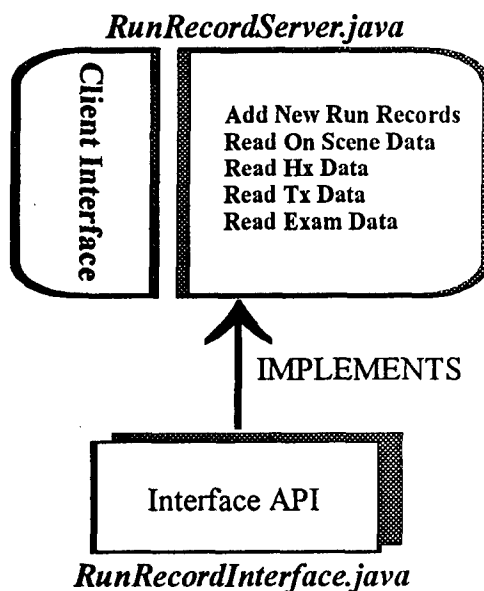 RunRecordServer.java
Client Interface
Add New Run Records
Read On Scene Data
Read Hx Data
Read Tx Data
Read Exam Data
IMPLEMENTS
Interface API
RunRecordInterface.java